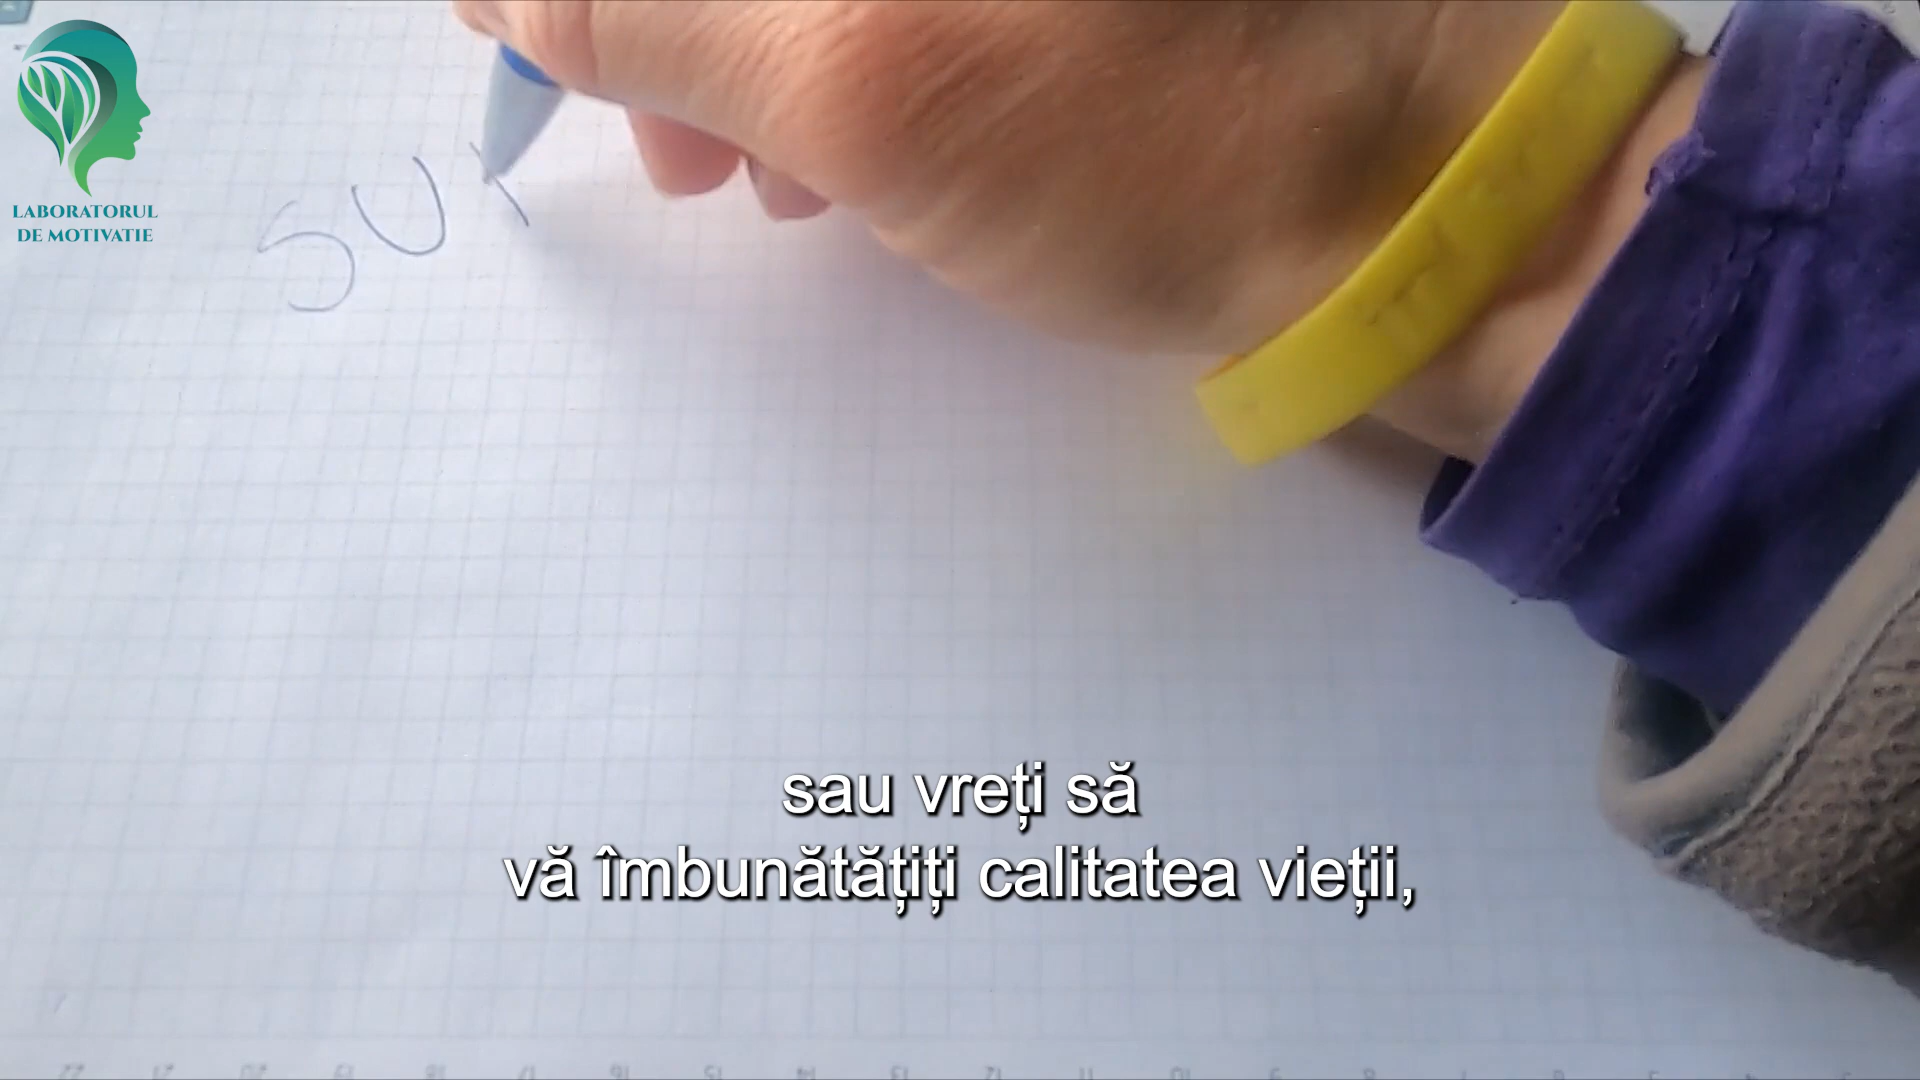 LABORATORUL
DE MOTIVATIE
SU
sau vreți să
vă îmbunătățiți calitatea vieții,